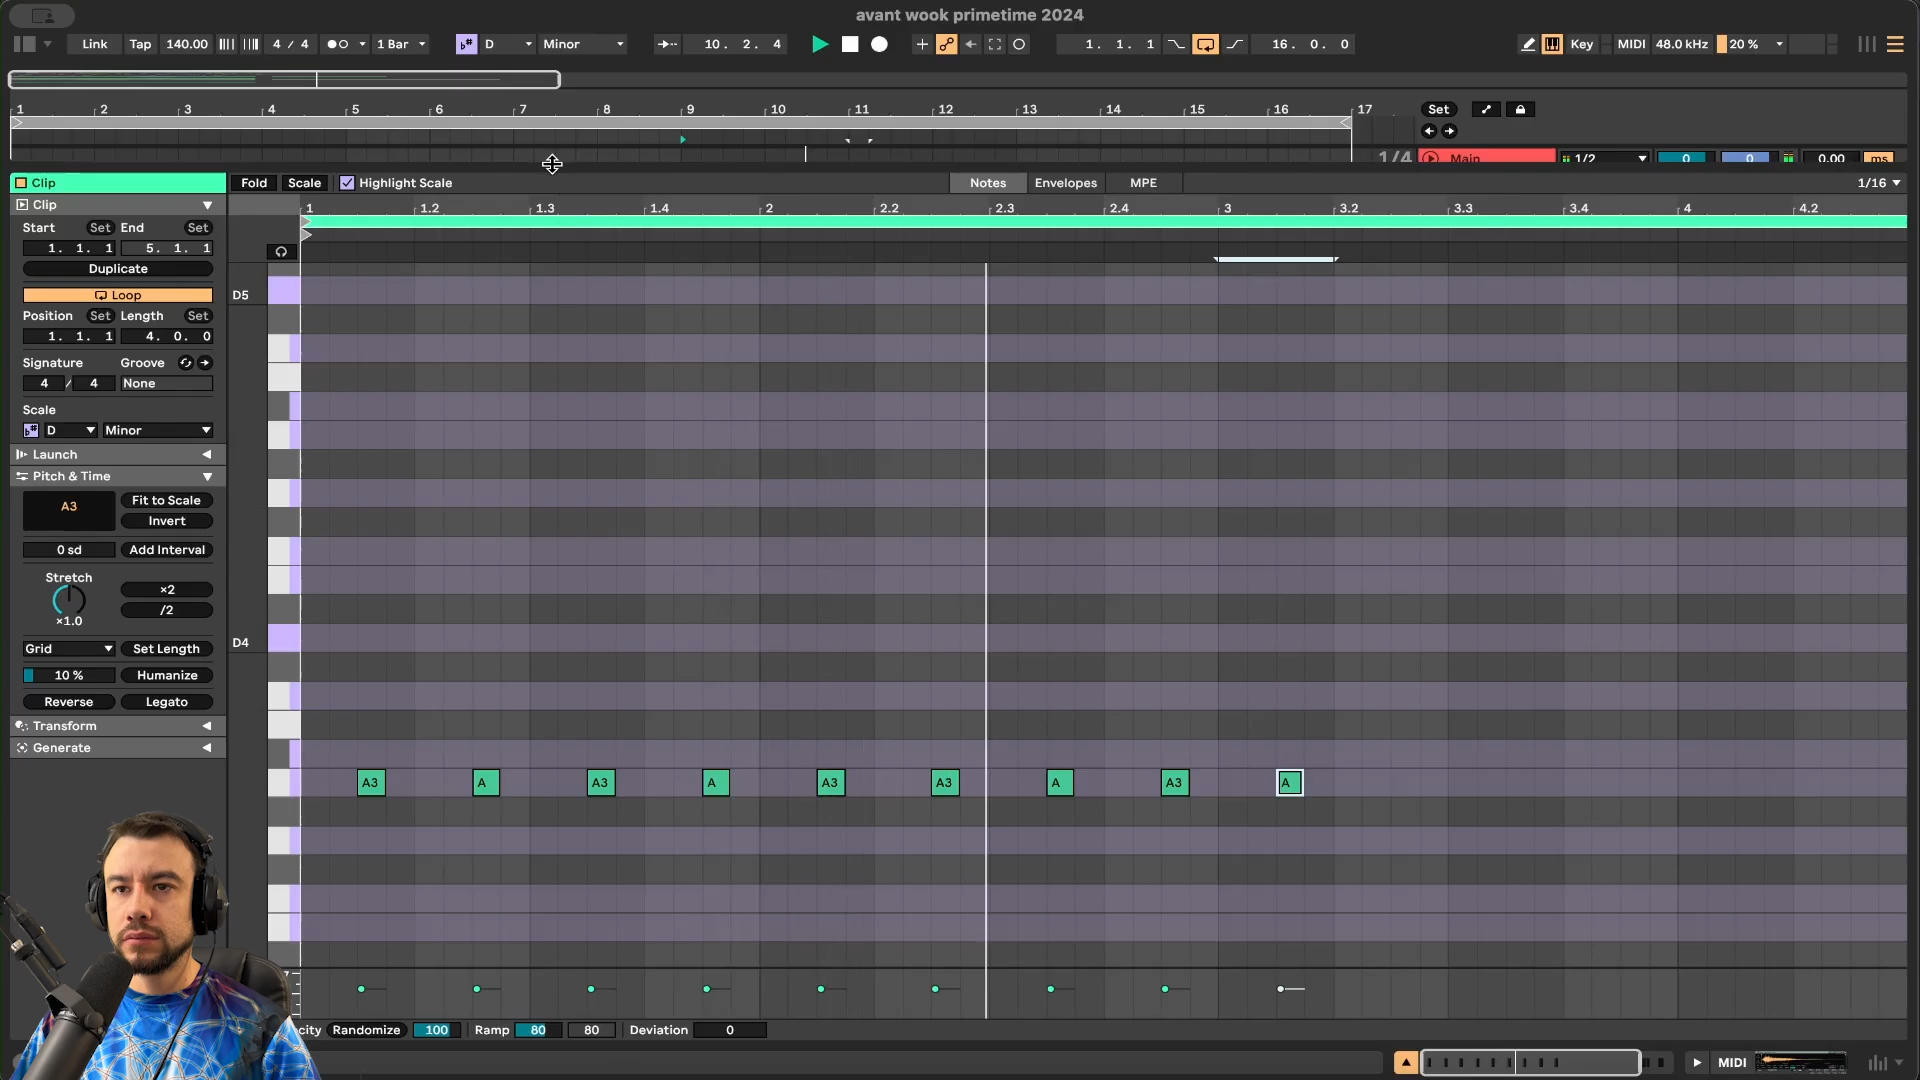 avant wook primetime 2024
Link Tap 140.00 4 / 4 1 Bar D Minor 10. 2. 4 1. 1. 1 16. 0. 0 Key MIDI 48.0 kHz 20 %
1 2 3 4 5 6 7 8 9 10 11 12 13 14 15 16 17 Set
1/4 Main 1/2 0 0 0.00 ms
Clip Fold Scale Highlight Scale Notes Envelopes MPE 1/16
Clip
1 1.2 1.3 1.4 2 2.2 2.3 2.4 3 3.2 3.3 3.4 4 4.2
Start Set End Set
1. 1. 1 5. 1. 1
Duplicate
Loop
D5
Position Set Length Set
1. 1. 1 4. 0. 0
Signature Groove
4 / 4 None
Scale
D Minor
Launch
Pitch & Time
A3 Fit to Scale
Invert
0 sd Add Interval
Stretch
×2
/2
×1.0
D4
Grid Set Length
10 % Humanize
Reverse Legato
Transform
Generate
A3 A A3 A A3 A3 A A3 A
Randomize 100 Ramp 80 80 Deviation 0
MIDI